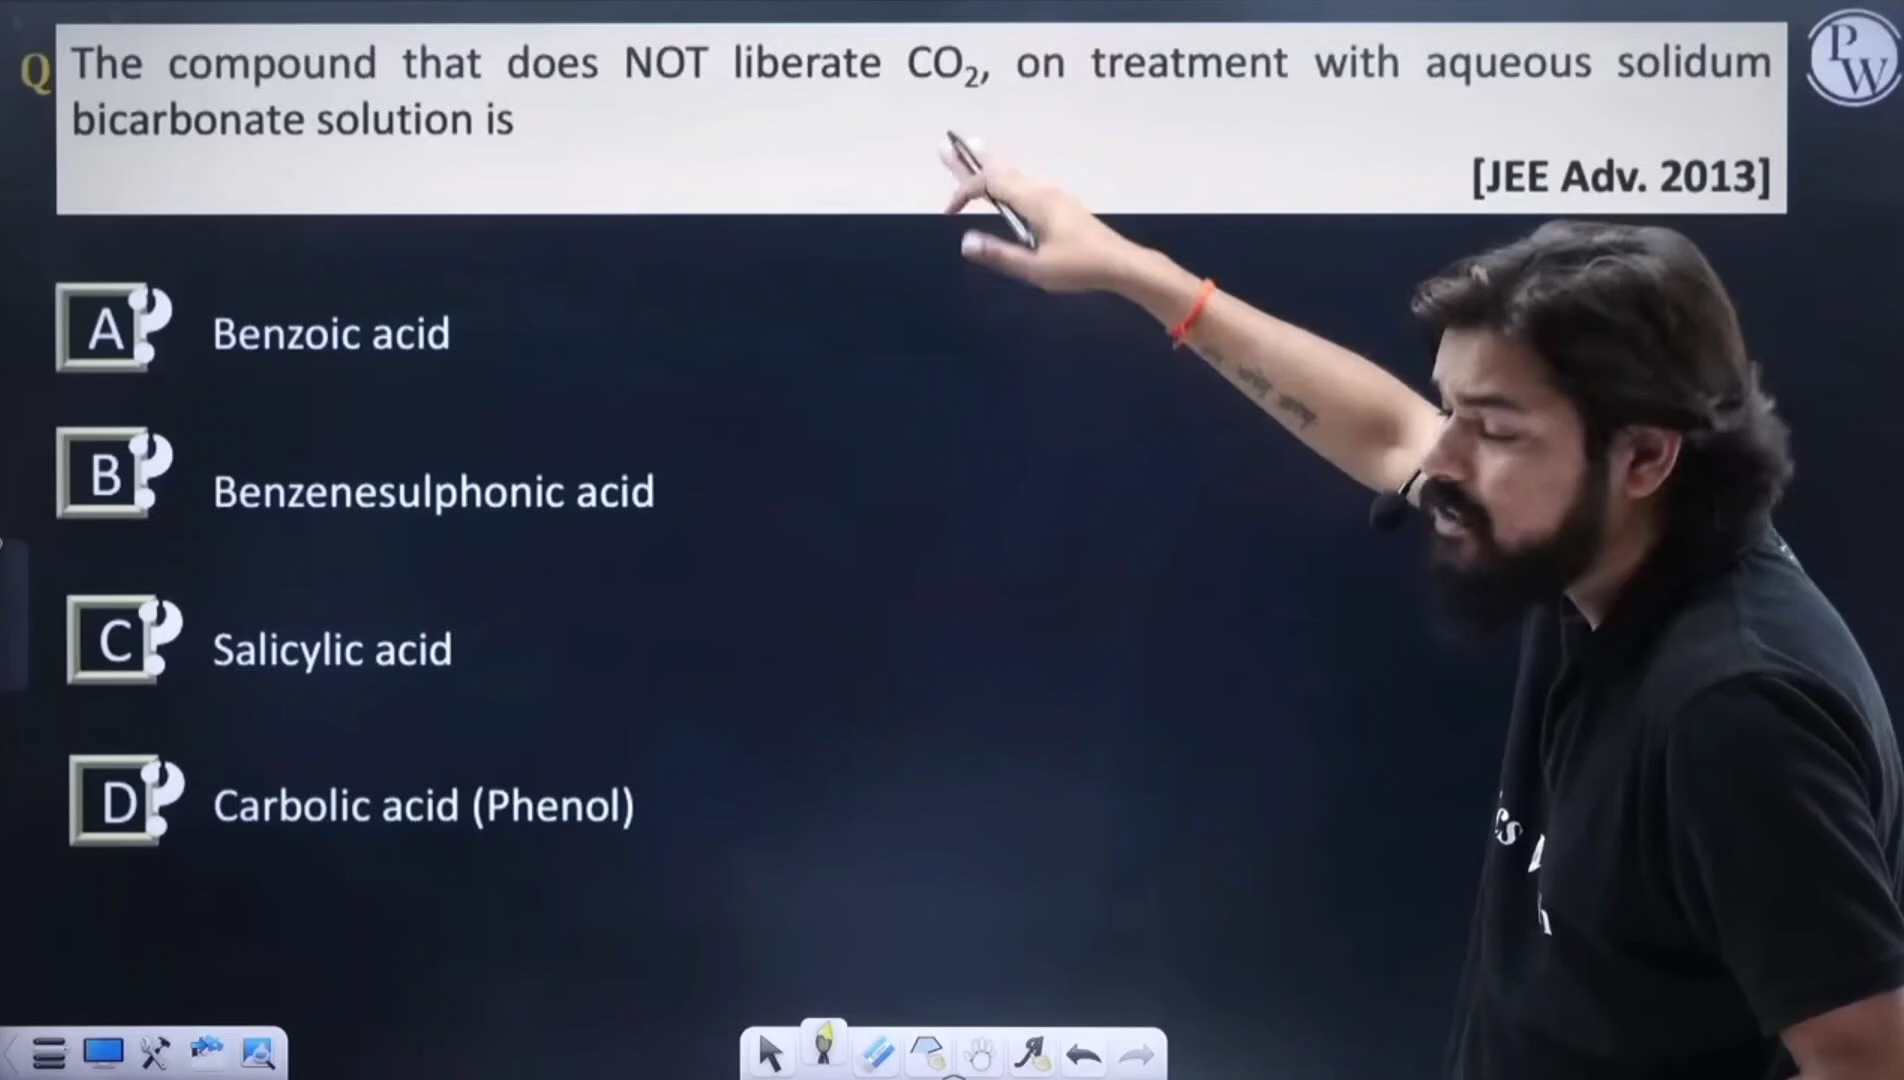 Q The compound that does NOT liberate CO₂, on treatment with aqueous solidum
bicarbonate solution is
[JEE Adv. 2013]
PW
A Benzoic acid
B Benzenesulphonic acid
C Salicylic acid
D Carbolic acid (Phenol)